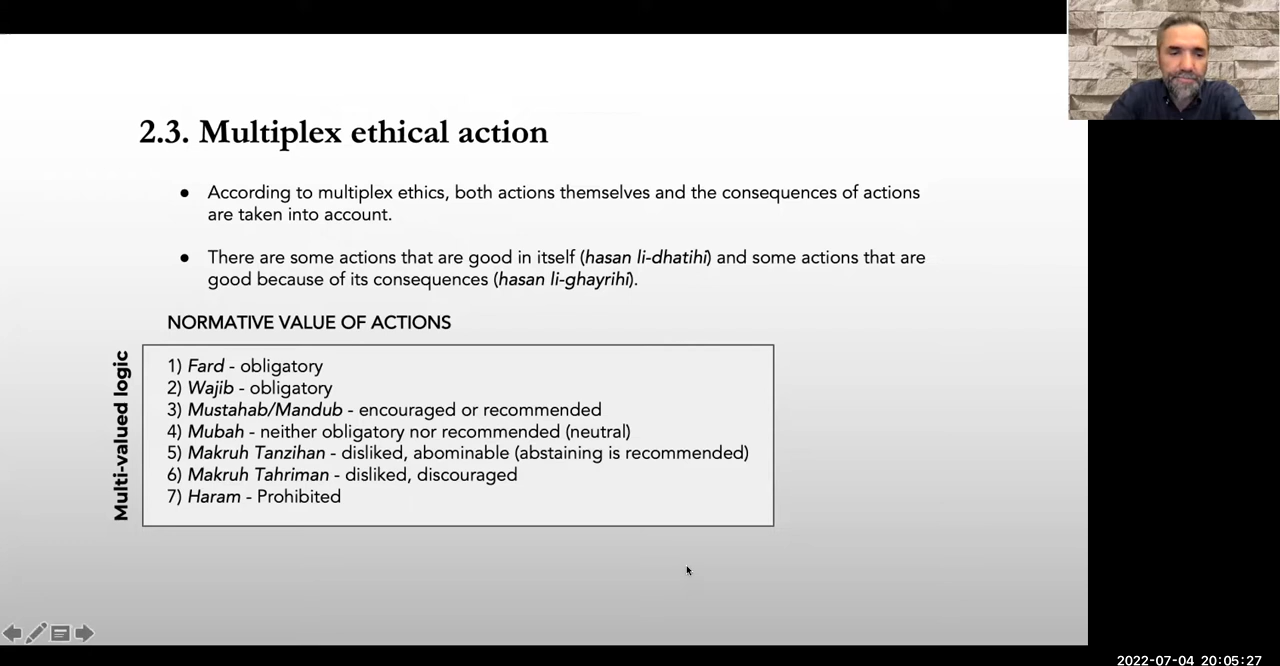 2.3. Multiplex ethical action
● According to multiplex ethics, both actions themselves and the consequences of actions
are taken into account.
● There are some actions that are good in itself (hasan li-dhatihi) and some actions that are
good because of its consequences (hasan li-ghayrihi).
NORMATIVE VALUE OF ACTIONS
Multi-valued logic
1) Fard - obligatory
2) Wajib - obligatory
3) Mustahab/Mandub - encouraged or recommended
4) Mubah - neither obligatory nor recommended (neutral)
5) Makruh Tanzihan - disliked, abominable (abstaining is recommended)
6) Makruh Tahriman - disliked, discouraged
7) Haram - Prohibited
2022-07-04 20:05:27